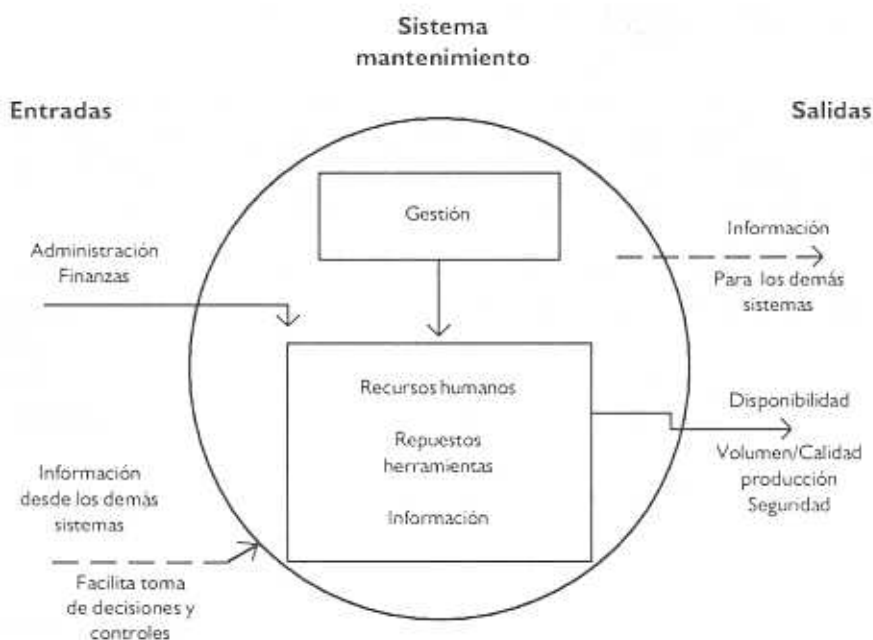 Sistema
mantenimiento
Entradas
Salidas
Gestión
Administración
Finanzas
Información
Para los demás
sistemas
Recursos humanos
Repuestos
herramientas
Información
Disponibilidad
Volumen/Calidad
producción
Seguridad
Información
desde los demás
sistemas
Facilita toma
de decisiones y
controles